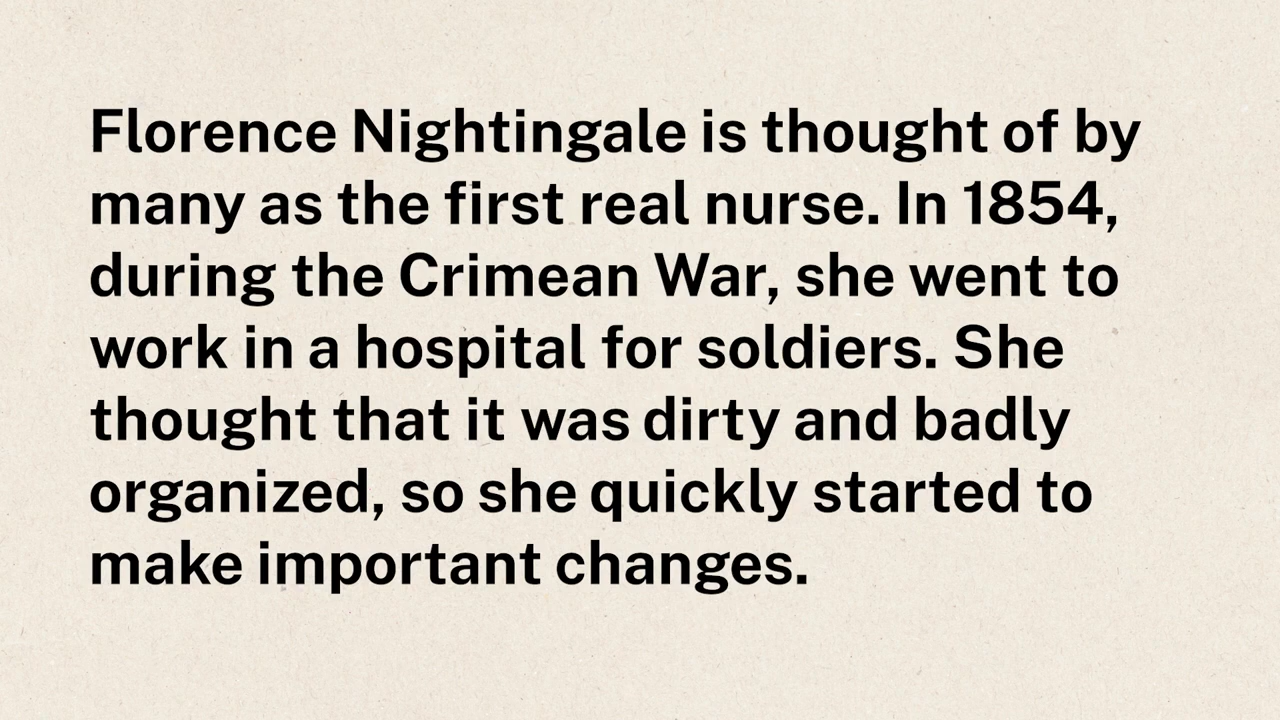 Florence Nightingale is thought of by
many as the first real nurse. In 1854,
during the Crimean War, she went to
work in a hospital for soldiers. She
thought that it was dirty and badly
organized, so she quickly started to
make important changes.